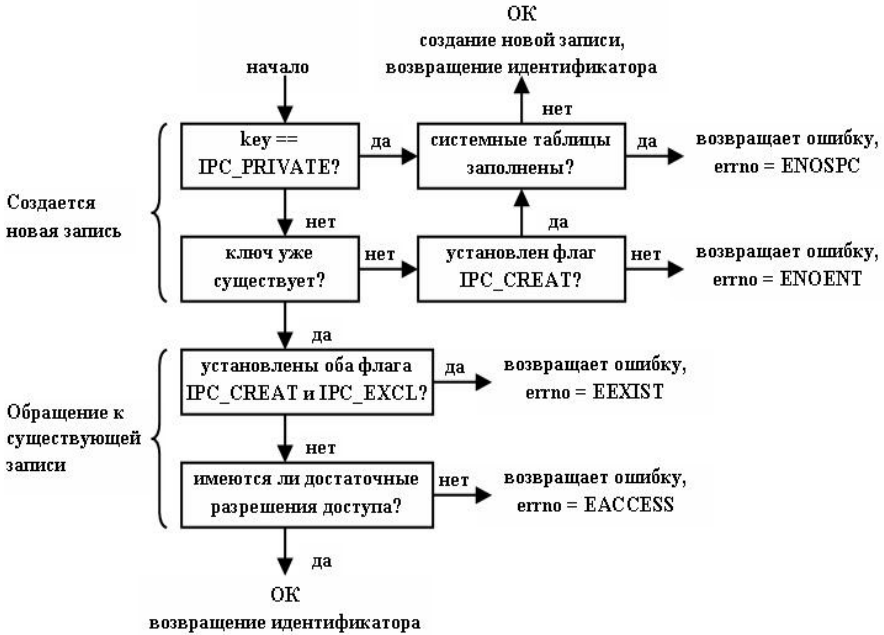 ОК
создание новой записи,
возвращение идентификатора
начало
нет
key ==
IPC_PRIVATE?
да
системные таблицы
заполнены?
да
возвращает ошибку,
errno = ENOSPC
Создается
новая запись
нет
да
ключ уже
существует?
нет
установлен флаг
IPC_CREAT?
нет
возвращает ошибку,
errno = ENOENT
да
установлены оба флага
IPC_CREAT и IPC_EXCL?
да
возвращает ошибку,
errno = EEXIST
Обращение к
существующей
записи
нет
имеются ли достаточные
разрешения доступа?
нет
возвращает ошибку,
errno = EACCESS
да
ОК
возвращение идентификатора